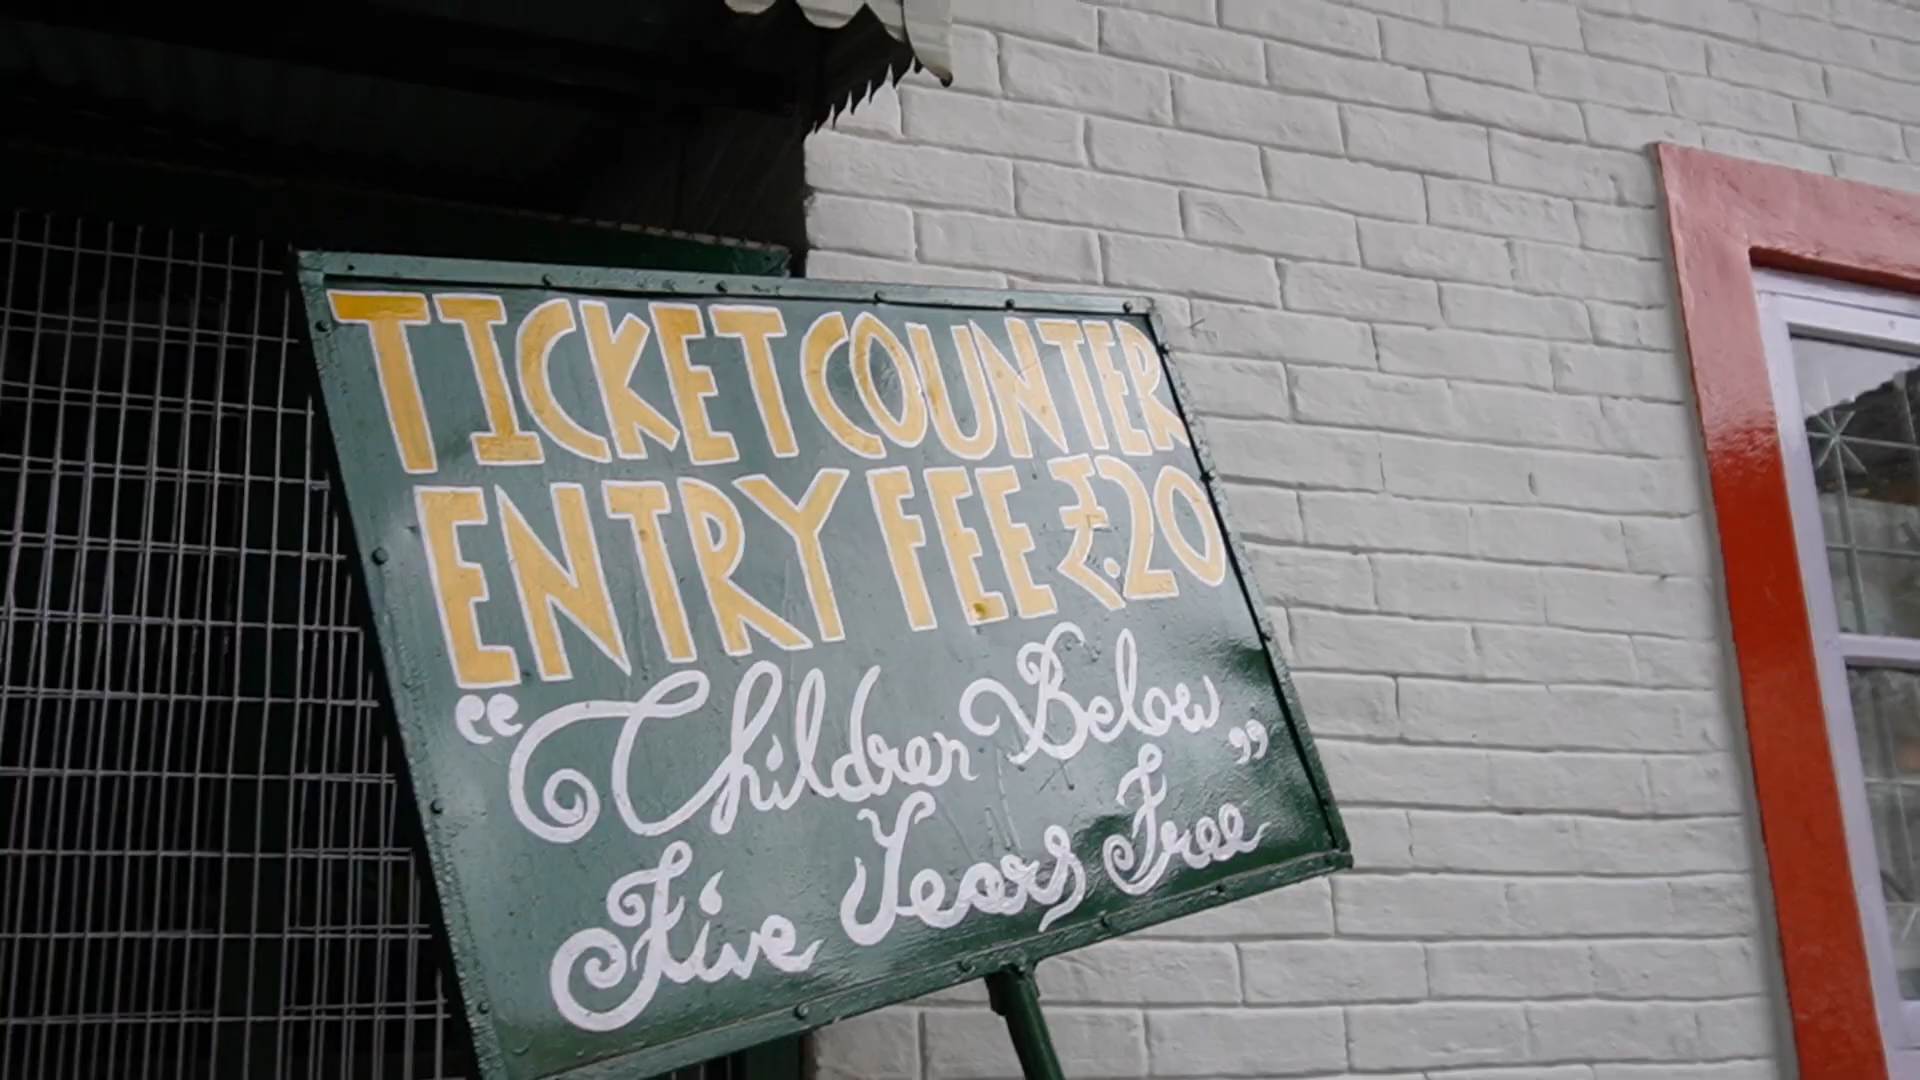 TICKET COUNTER
ENTRY FEE ₹.20
“Children Below
Five Years Free”